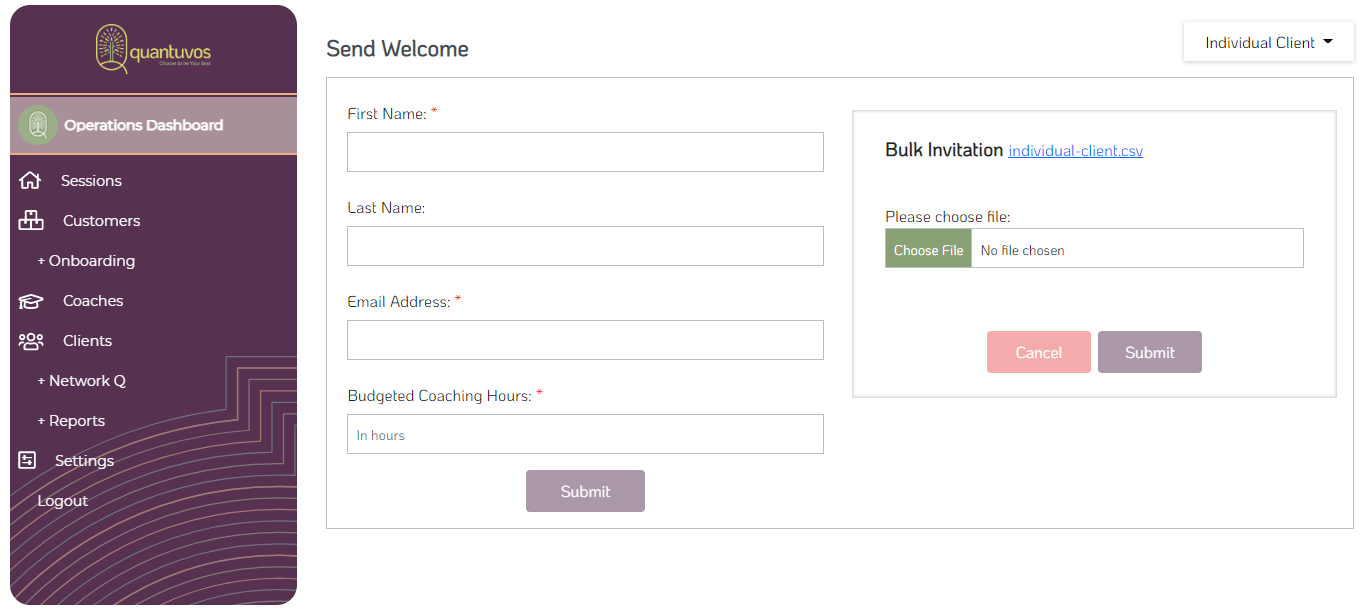 quantuvos
Choose to be Your Best
Operations Dashboard
Sessions
Customers
+ Onboarding
Coaches
Clients
+ Network Q
+ Reports
Settings
Logout
Send Welcome
Individual Client
First Name: *
Last Name:
Email Address: *
Budgeted Coaching Hours: *
In hours
Submit
Bulk Invitation individual-client.csv
Please choose file:
Choose File No file chosen
Cancel Submit